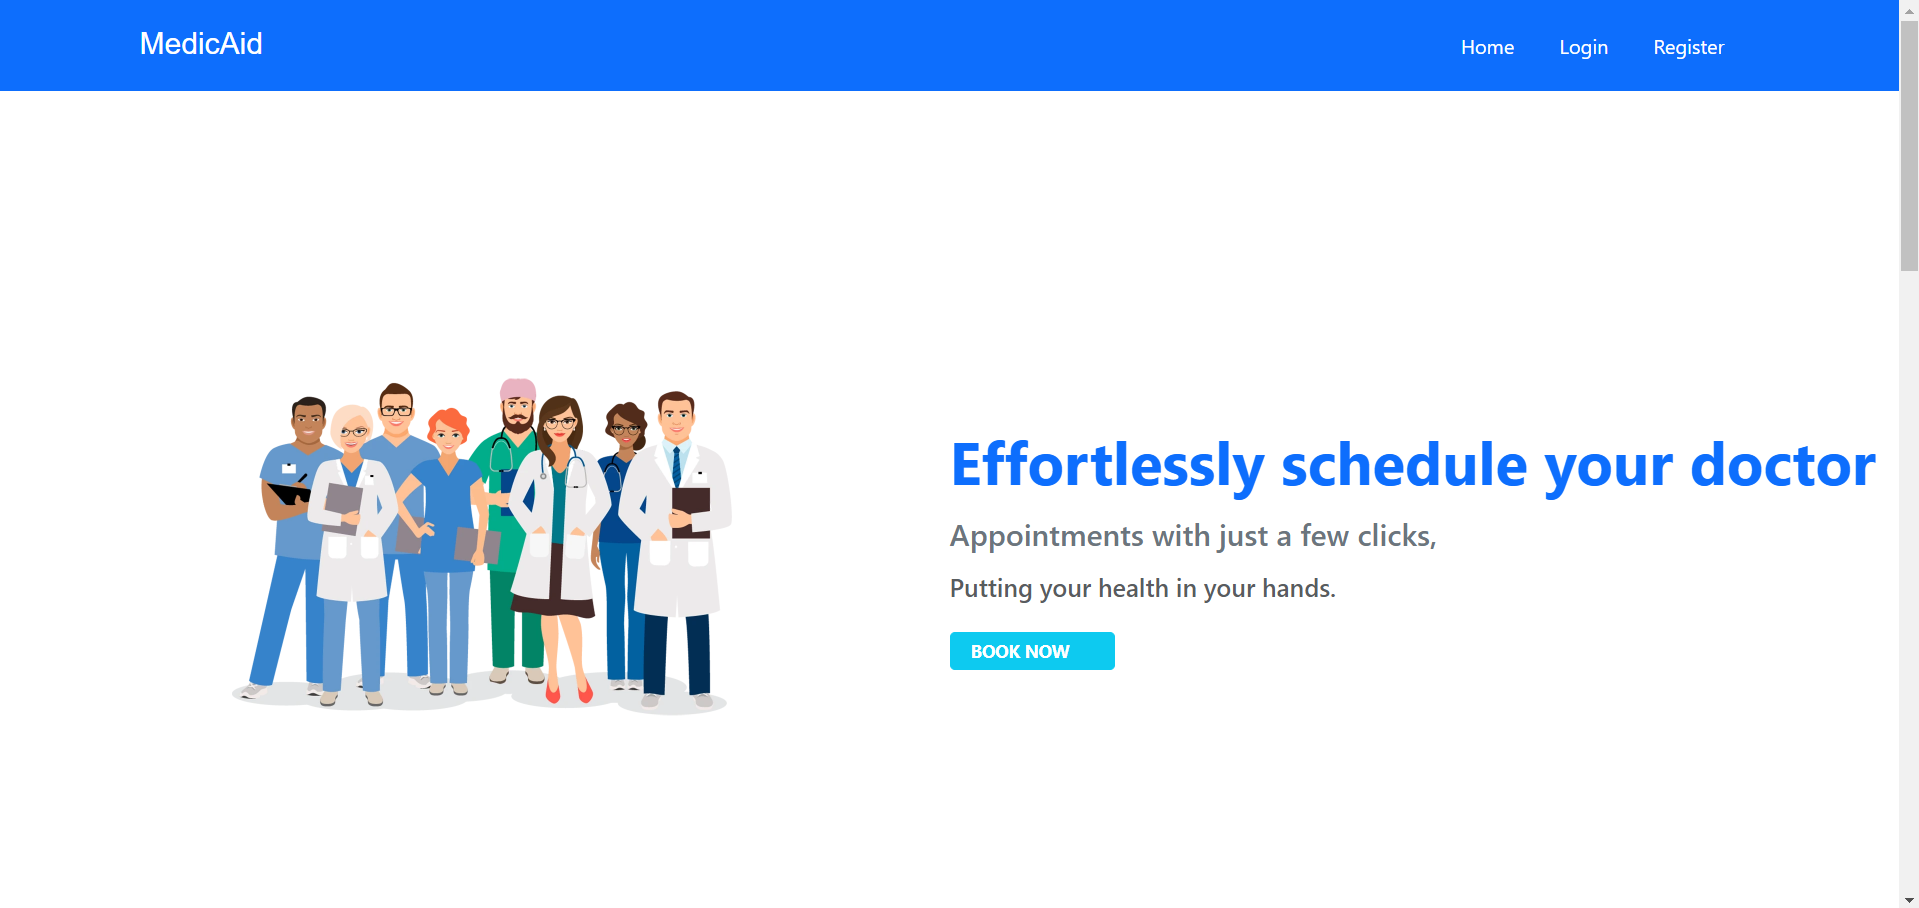 MedicAid
Home Login Register
Effortlessly schedule your doctor
Appointments with just a few clicks,
Putting your health in your hands.
BOOK NOW